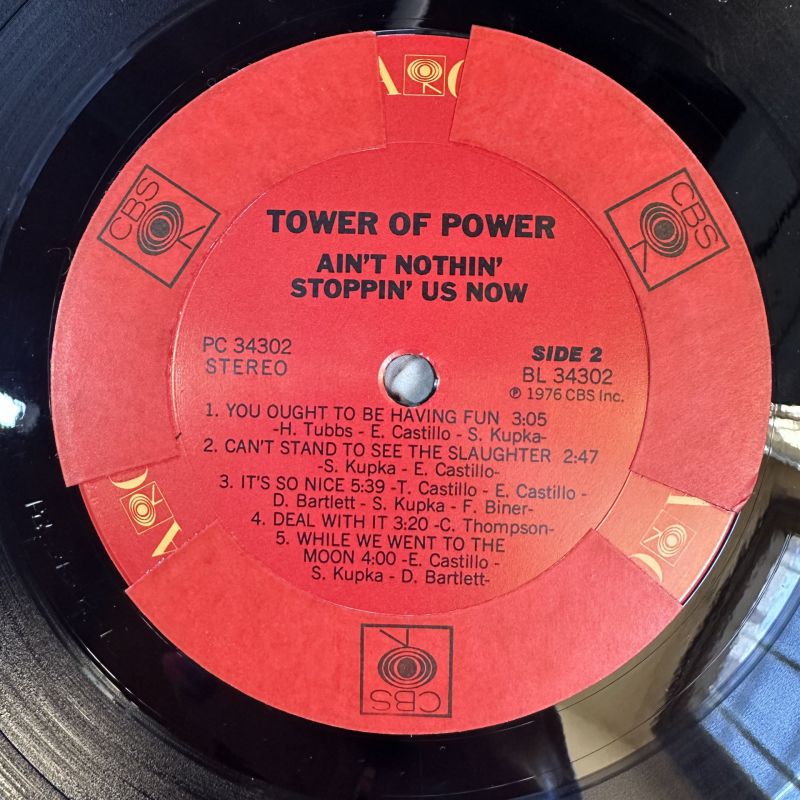 A O
CBS
CBS
TOWER OF POWER
AIN'T NOTHIN'
STOPPIN' US NOW
PC 34302
STEREO
SIDE 2
BL 34302
℗ 1976 CBS Inc.
1. YOU OUGHT TO BE HAVING FUN 3:05
-H. Tubbs - E. Castillo - S. Kupka-
2. CAN'T STAND TO SEE THE SLAUGHTER 2:47
-S. Kupka - E. Castillo-
3. IT'S SO NICE 5:39 -T. Castillo - E. Castillo -
D. Bartlett - S. Kupka - F. Biner-
4. DEAL WITH IT 3:20 -C. Thompson-
5. WHILE WE WENT TO THE
MOON 4:00 -E. Castillo -
S. Kupka - D. Bartlett-
CBS